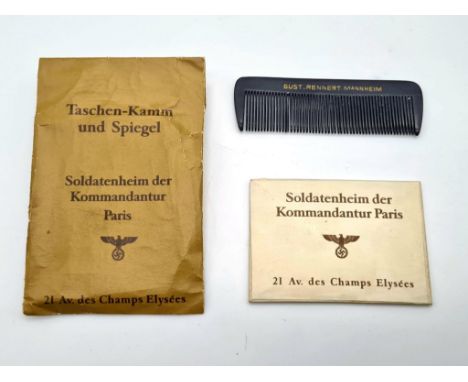 Taschen-Kamm
und Spiegel
Soldatenheim der
Kommandantur
Paris
21 Av. des Champs Elysées
GUST. RENNERT MANNHEIM
Soldatenheim der
Kommandantur Paris
21 Av. des Champs Elysées